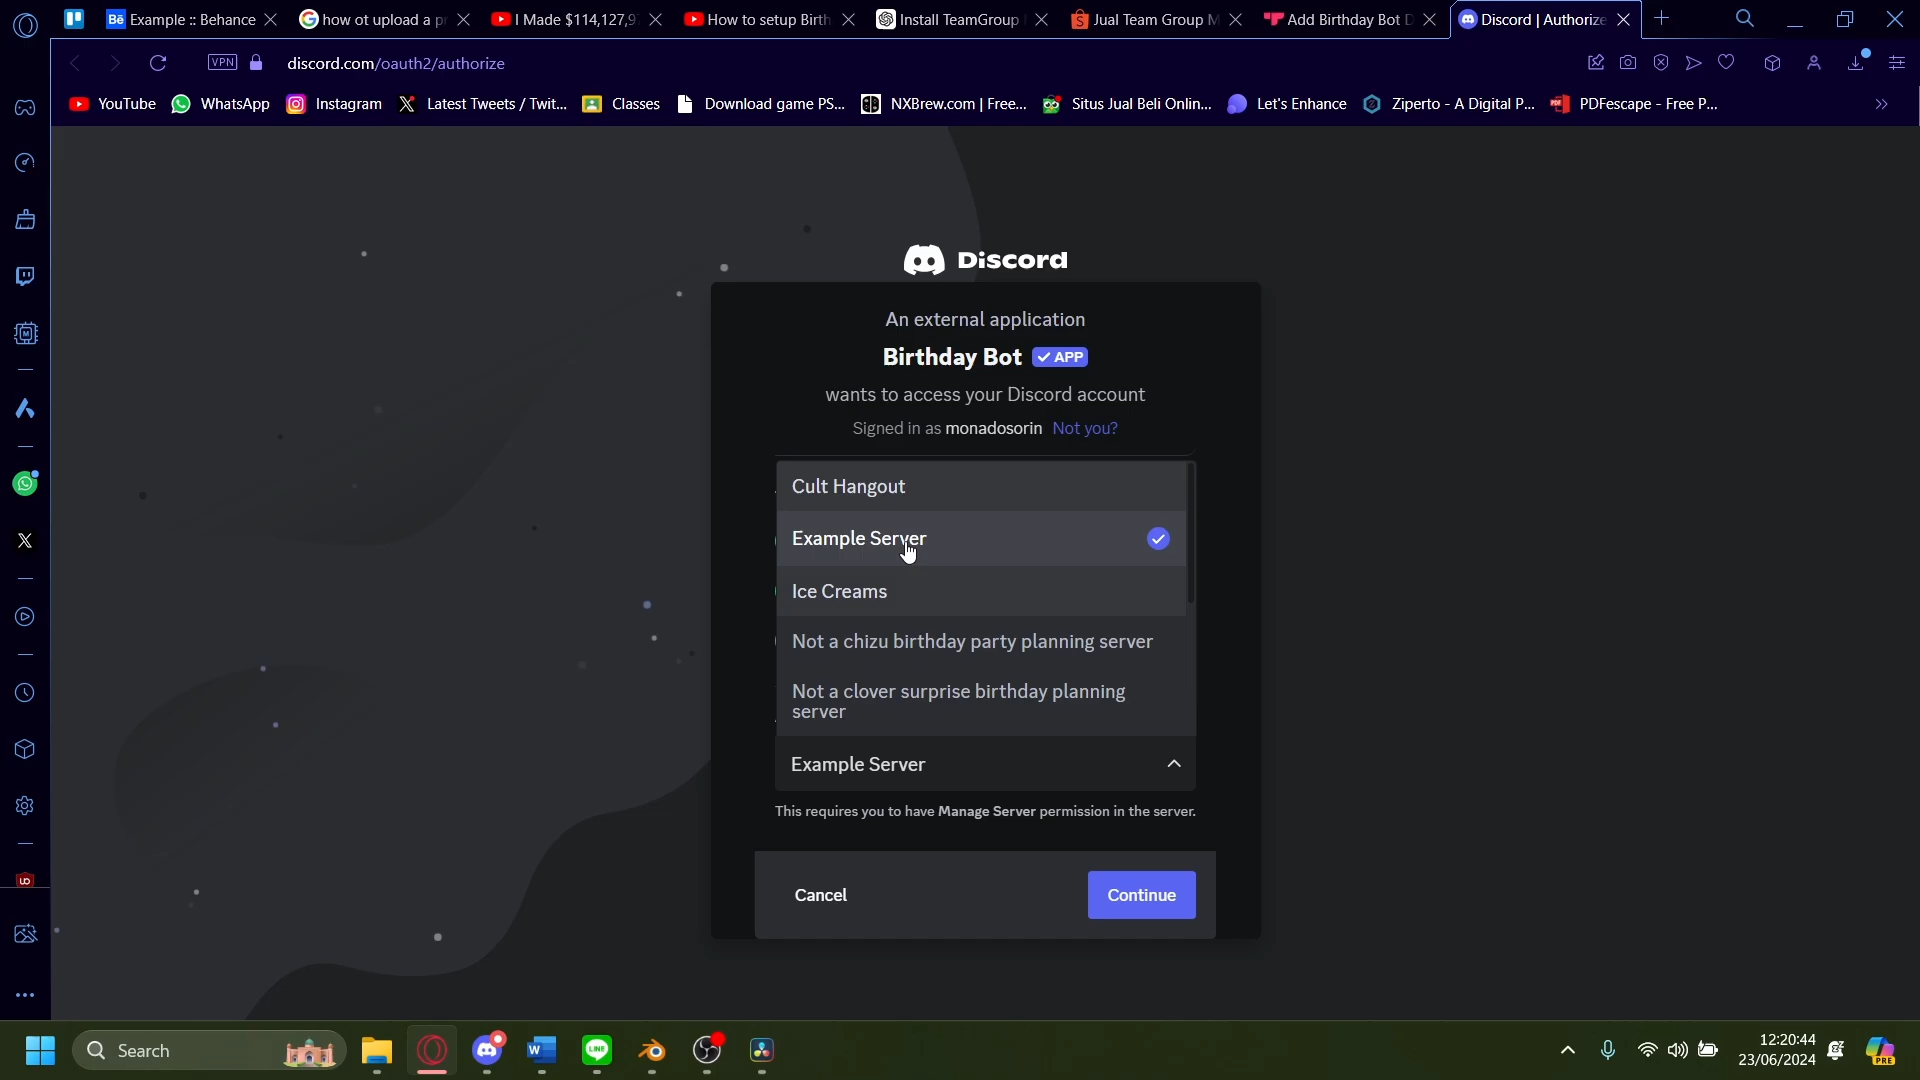 Example :: Behance
how ot upload a pr
I Made $114,127,9
How to setup Birth
Install TeamGroup
Jual Team Group M
Add Birthday Bot D
Discord | Authorize
VPN
discord.com/oauth2/authorize
YouTube
WhatsApp
Instagram
Latest Tweets / Twit...
Classes
Download game PS...
NXBrew.com | Free...
Situs Jual Beli Onlin...
Let's Enhance
Ziperto - A Digital P...
PDFescape - Free P...
Discord
An external application
Birthday Bot ✓ APP
wants to access your Discord account
Signed in as monadosorin Not you?
Cult Hangout
Example Server
Ice Creams
Not a chizu birthday party planning server
Not a clover surprise birthday planning
server
Example Server
This requires you to have Manage Server permission in the server.
Cancel
Continue
Search
12:20:44
23/06/2024
PRE